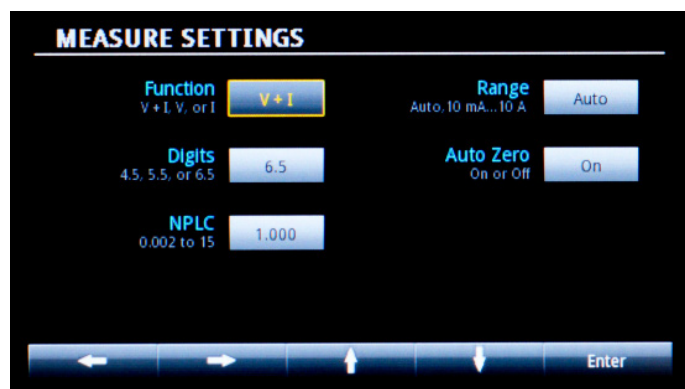 MEASURE SETTINGS
Function
V + I, V, or I
V + I
Range
Auto, 10 mA...10 A
Auto
Digits
4.5, 5.5, or 6.5
6.5
Auto Zero
On or Off
On
NPLC
0.002 to 15
1.000
Enter